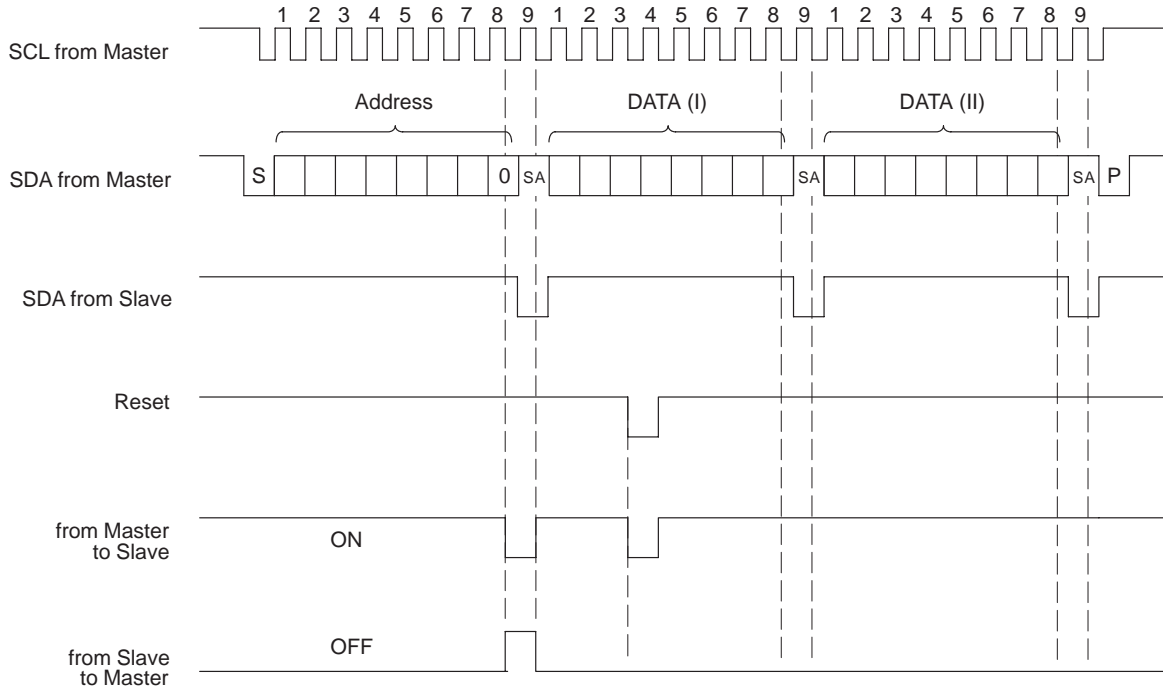 1 2 3 4 5 6 7 8 9 1 2 3 4 5 6 7 8 9 1 2 3 4 5 6 7 8 9
SCL from Master
Address DATA (I) DATA (II)
SDA from Master S 0 SA SA SA P
SDA from Slave
Reset
from Master
to Slave
ON
OFF
from Slave
to Master